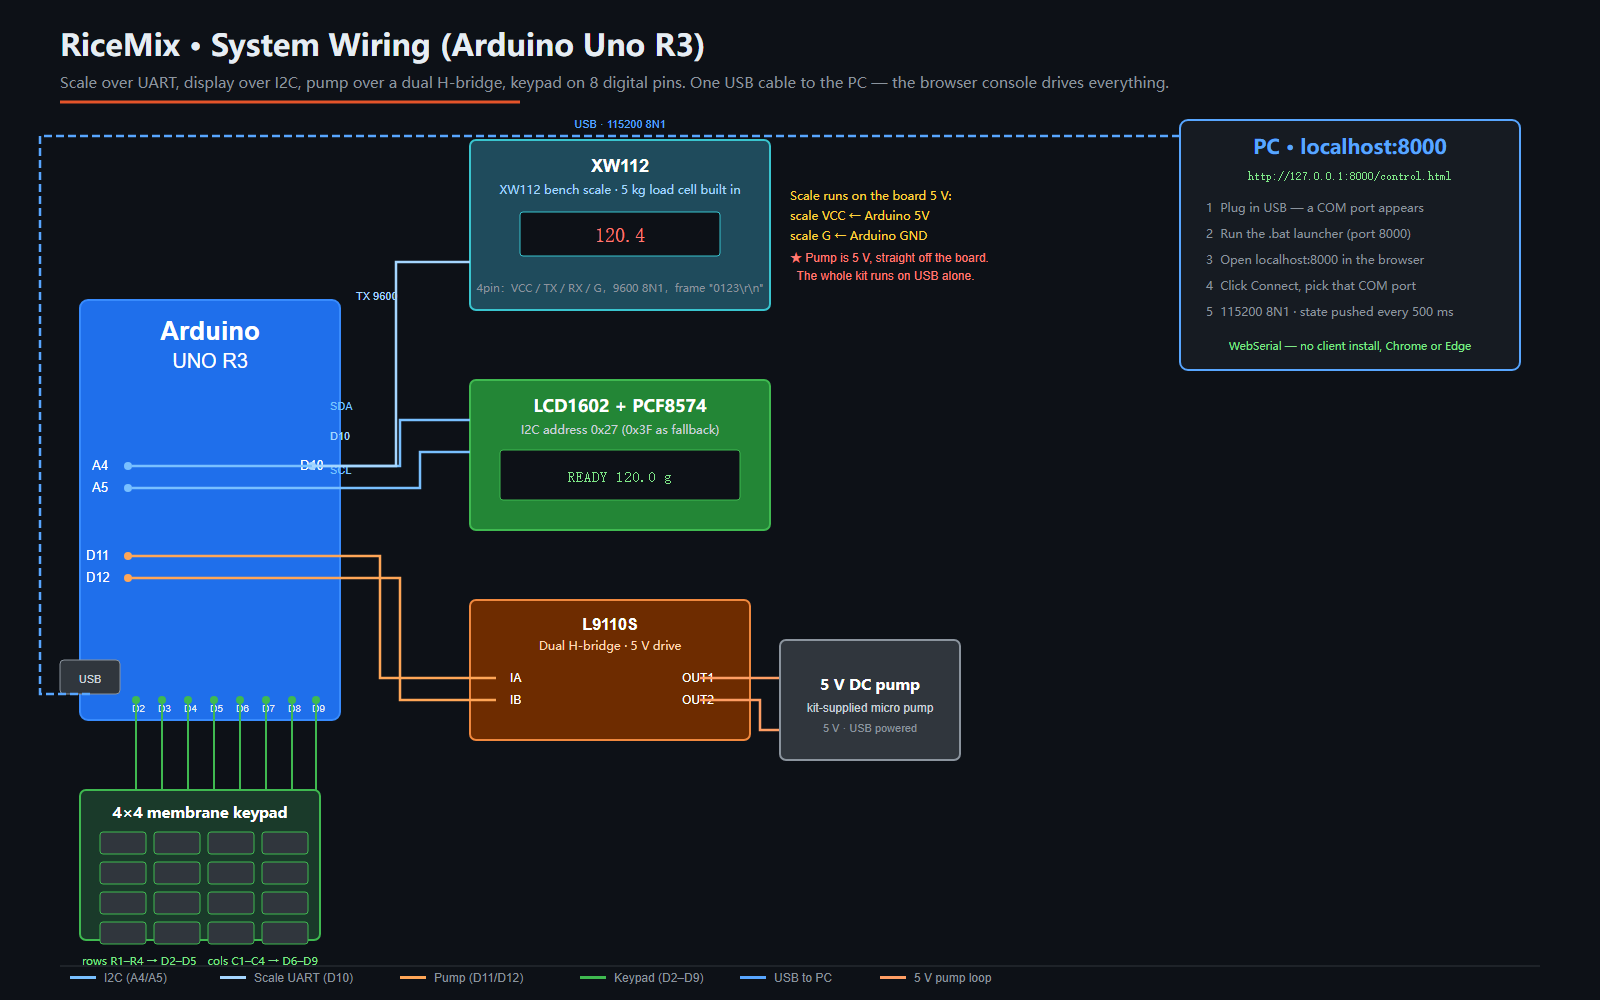 RiceMix • System Wiring (Arduino Uno R3)
Scale over UART, display over I2C, pump over a dual H-bridge, keypad on 8 digital pins. One USB cable to the PC — the browser console drives everything.
USB · 115200 8N1
XW112
XW112 bench scale · 5 kg load cell built in
120.4
4pin: VCC / TX / RX / G, 9600 8N1, frame "0123\r\n"
Scale runs on the board 5 V:
scale VCC ← Arduino 5V
scale G ← Arduino GND
★ Pump is 5 V, straight off the board.
The whole kit runs on USB alone.
PC • localhost:8000
http://127.0.0.1:8000/control.html
1 Plug in USB — a COM port appears
2 Run the .bat launcher (port 8000)
3 Open localhost:8000 in the browser
4 Click Connect, pick that COM port
5 115200 8N1 · state pushed every 500 ms
WebSerial — no client install, Chrome or Edge
TX 9600
Arduino
UNO R3
SDA
D10
A4
D10
SCL
A5
D11
D12
USB
D2 D3 D4 D5 D6 D7 D8 D9
LCD1602 + PCF8574
I2C address 0x27 (0x3F as fallback)
READY 120.0 g
L9110S
Dual H-bridge · 5 V drive
IA
OUT1
IB
OUT2
5 V DC pump
kit-supplied micro pump
5 V · USB powered
4×4 membrane keypad
rows R1–R4 → D2–D5 cols C1–C4 → D6–D9
I2C (A4/A5)
Scale UART (D10)
Pump (D11/D12)
Keypad (D2–D9)
USB to PC
5 V pump loop